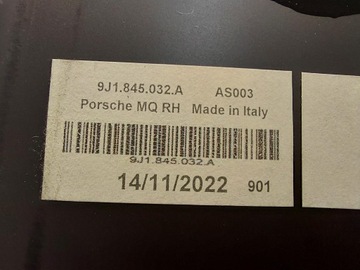 9J1.845.032.A AS003
Porsche MQ RH Made in Italy
9J1.845.032.A
14/11/2022 901